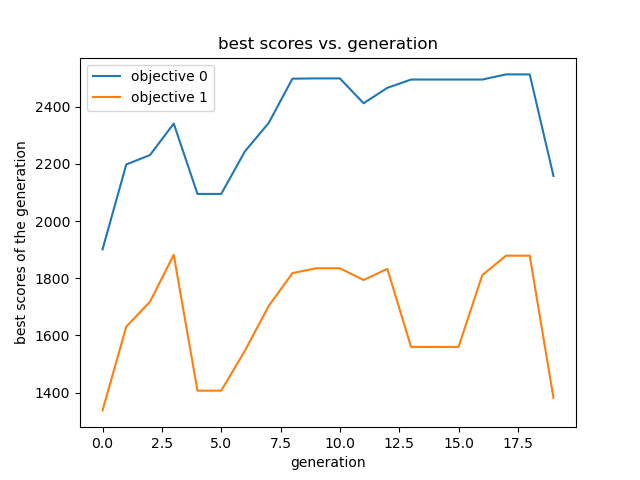 best scores vs. generation
objective 0
objective 1
2400
2200
2000
1800
1600
1400
best scores of the generation
0.0 2.5 5.0 7.5 10.0 12.5 15.0 17.5
generation